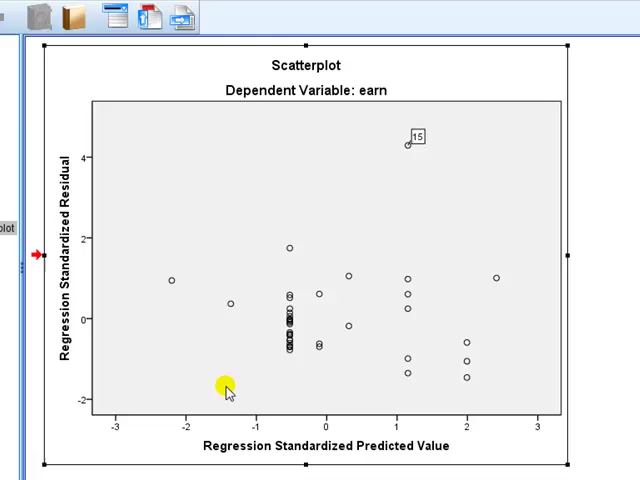 Scatterplot
Dependent Variable: earn
15
4
2
0
-2
Regression Standardized Residual
-3 -2 -1 0 1 2 3
Regression Standardized Predicted Value
plot